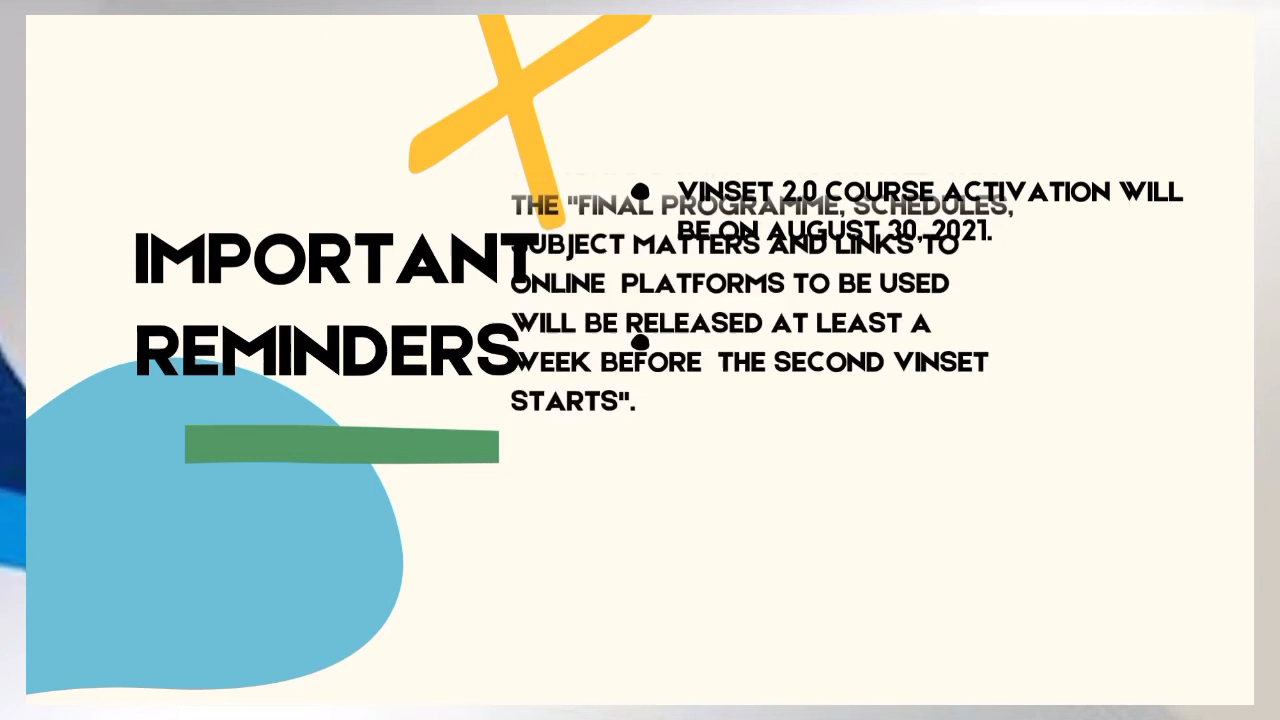 IMPORTANT
REMINDERS
VINSET 2.0 COURSE ACTIVATION WILL
BE ON AUGUST 30, 2021.
THE "FINAL PROGRAMME, SCHEDULES,
SUBJECT MATTERS AND LINKS TO
ONLINE PLATFORMS TO BE USED
WILL BE RELEASED AT LEAST A
WEEK BEFORE THE SECOND VINSET
STARTS".